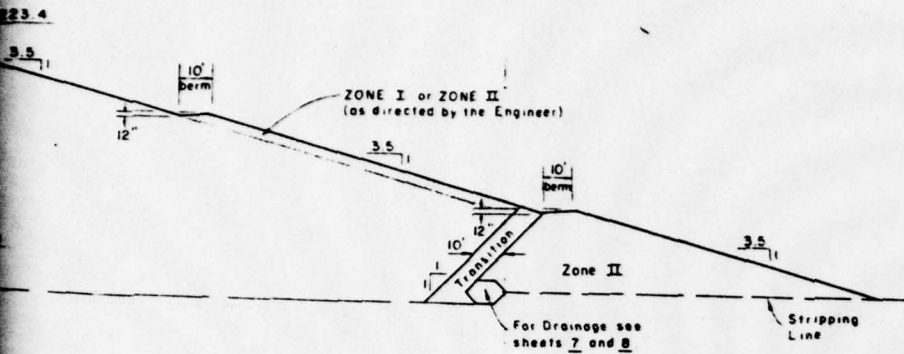 223.4
3.5
1
10'
berm
12"
ZONE I or ZONE II
(as directed by the Engineer)
3.5
1
10'
berm
12"
10'
Transition
1
1
Zone II
3.5
1
For Drainage see
sheets 7 and 8
Stripping
Line